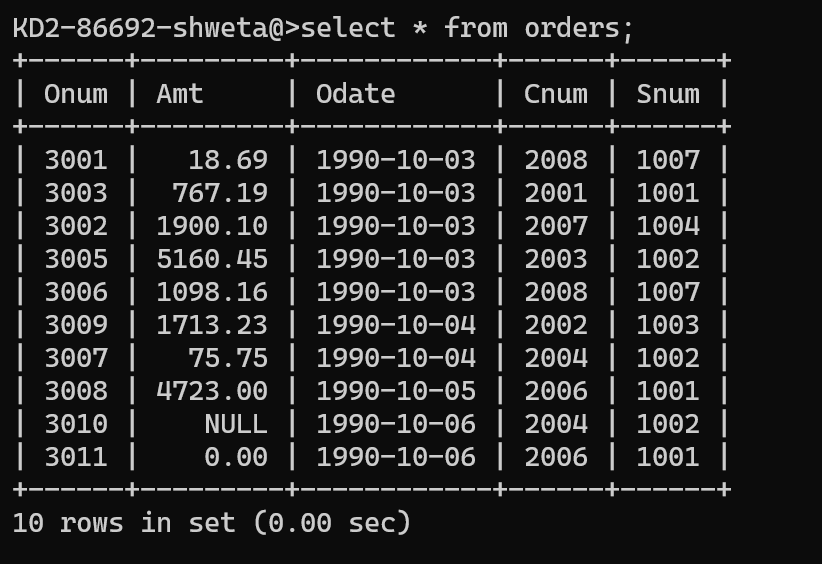 KD2-86692-shweta@>select * from orders;
+------+---------+------------+------+------+
| Onum | Amt     | Odate      | Cnum | Snum |
+------+---------+------------+------+------+
| 3001 |   18.69 | 1990-10-03 | 2008 | 1007 |
| 3003 |  767.19 | 1990-10-03 | 2001 | 1001 |
| 3002 | 1900.10 | 1990-10-03 | 2007 | 1004 |
| 3005 | 5160.45 | 1990-10-03 | 2003 | 1002 |
| 3006 | 1098.16 | 1990-10-03 | 2008 | 1007 |
| 3009 | 1713.23 | 1990-10-04 | 2002 | 1003 |
| 3007 |   75.75 | 1990-10-04 | 2004 | 1002 |
| 3008 | 4723.00 | 1990-10-05 | 2006 | 1001 |
| 3010 |    NULL | 1990-10-06 | 2004 | 1002 |
| 3011 |    0.00 | 1990-10-06 | 2006 | 1001 |
+------+---------+------------+------+------+
10 rows in set (0.00 sec)